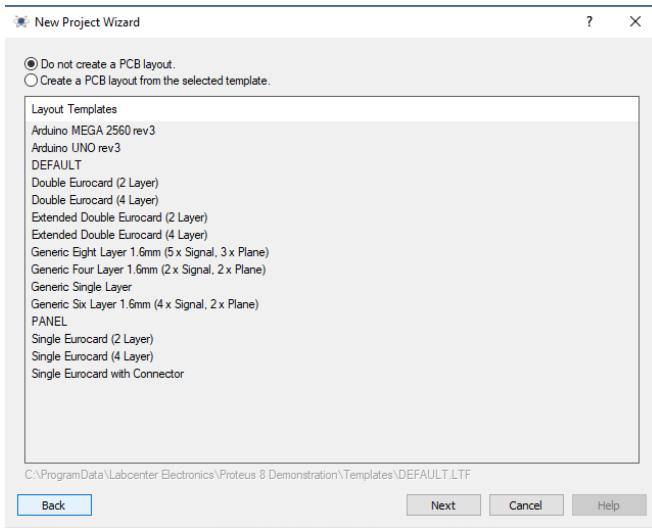 New Project Wizard ?
Do not create a PCB layout.
Create a PCB layout from the selected template.
Layout Templates
Arduino MEGA 2560 rev3
Arduino UNO rev3
DEFAULT
Double Eurocard (2 Layer)
Double Eurocard (4 Layer)
Extended Double Eurocard (2 Layer)
Extended Double Eurocard (4 Layer)
Generic Eight Layer 1.6mm (5 x Signal, 3 x Plane)
Generic Four Layer 1.6mm (2 x Signal, 2 x Plane)
Generic Single Layer
Generic Six Layer 1.6mm (4 x Signal, 2 x Plane)
PANEL
Single Eurocard (2 Layer)
Single Eurocard (4 Layer)
Single Eurocard with Connector
C:\ProgramData\Labcenter Electronics\Proteus 8 Demonstration\Templates\DEFAULT.LTF
Back Next Cancel Help